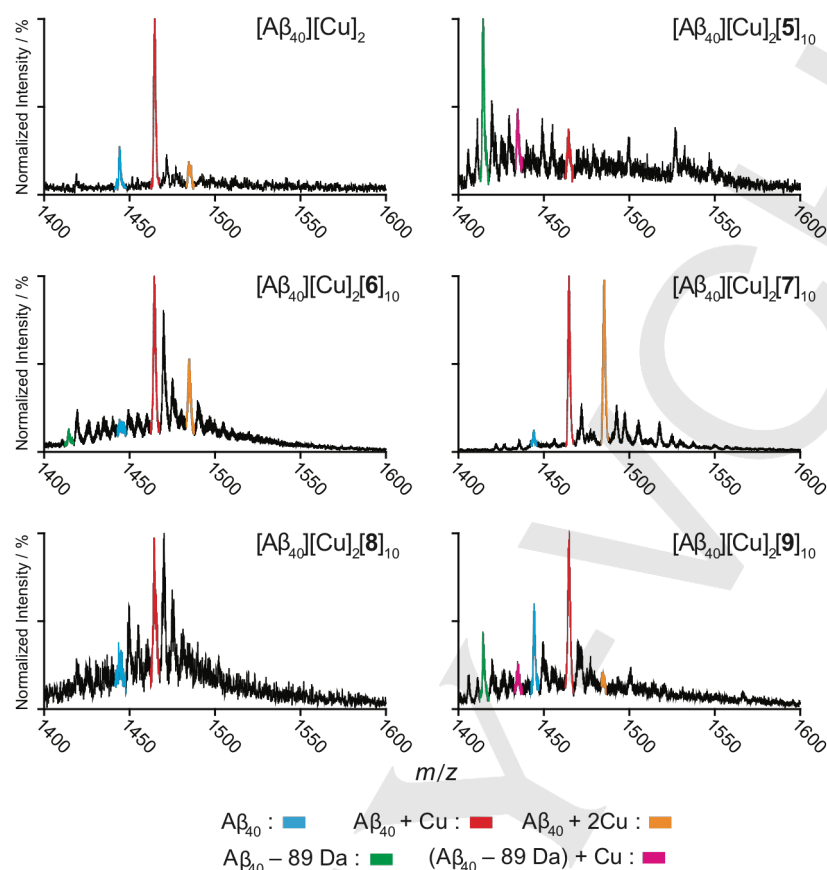 [Aβ₄₀][Cu]₂
[Aβ₄₀][Cu]₂[5]₁₀
Normalized Intensity / %
1400 1450 1500 1550 1600
1400 1450 1500 1550 1600
[Aβ₄₀][Cu]₂[6]₁₀
[Aβ₄₀][Cu]₂[7]₁₀
Normalized Intensity / %
1400 1450 1500 1550 1600
1400 1450 1500 1550 1600
[Aβ₄₀][Cu]₂[8]₁₀
[Aβ₄₀][Cu]₂[9]₁₀
Normalized Intensity / %
1400 1450 1500 1550 1600
1400 1450 1500 1550 1600
m/z
Aβ₄₀ : Aβ₄₀ + Cu : Aβ₄₀ + 2Cu :
Aβ₄₀ – 89 Da : (Aβ₄₀ – 89 Da) + Cu :